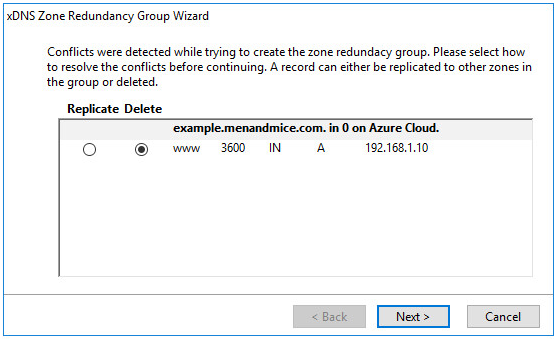 xDNS Zone Redundancy Group Wizard
Conflicts were detected while trying to create the zone redundacy group. Please select how
to resolve the conflicts before continuing. A record can either be replicated to other zones in
the group or deleted.
Replicate Delete
example.menandmice.com. in 0 on Azure Cloud.
www 3600 IN A 192.168.1.10
< Back Next > Cancel